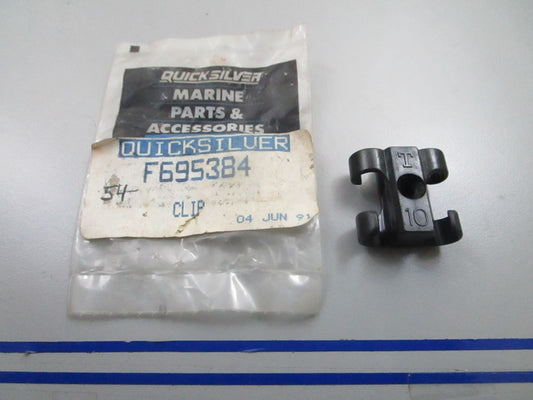 QUICKSILVER
MARINE
PARTS &
ACCESSORIES
QUICKSILVER
F695384
54
CLIP
04 JUN 91
T
10